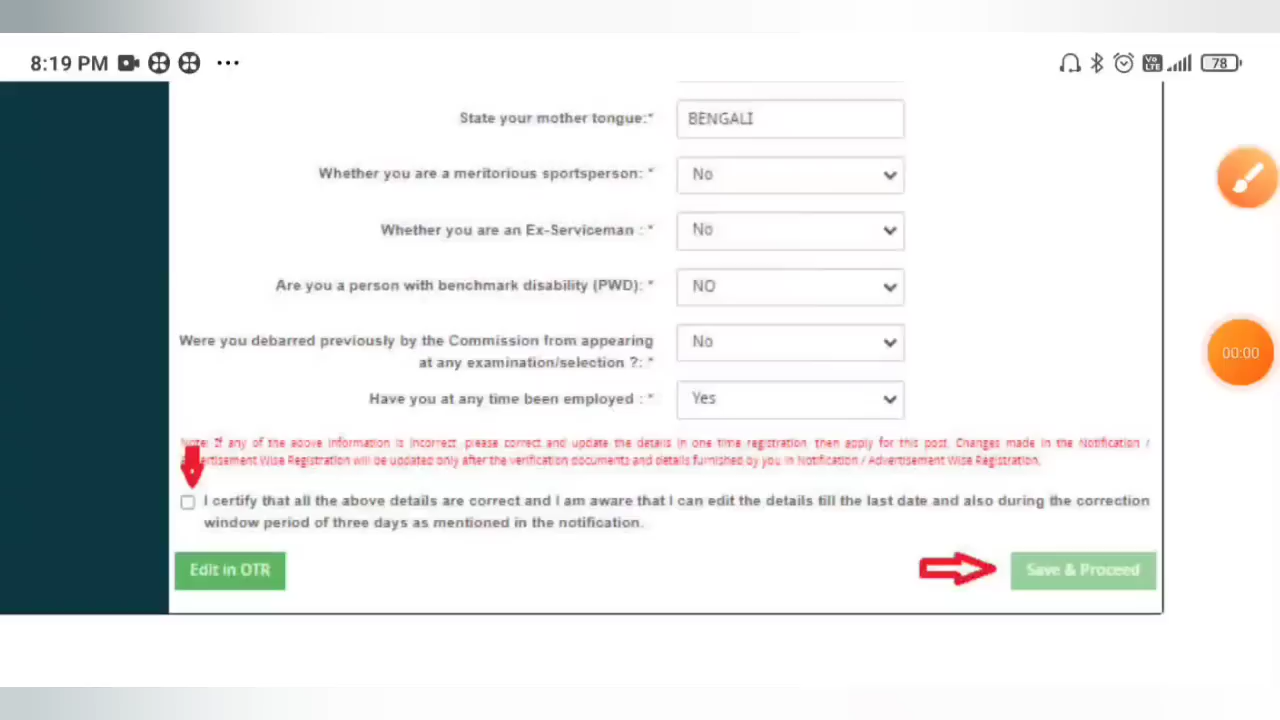 8:19 PM ...
78
State your mother tongue:*
BENGALI
Whether you are a meritorious sportsperson: *
No
Whether you are an Ex-Serviceman : *
No
Are you a person with benchmark disability (PWD): *
NO
Were you debarred previously by the Commission from appearing
at any examination/selection ?: *
No
Have you at any time been employed : *
Yes
Note: If any of the above information is incorrect, please correct and update the details in one time registration, then apply for this post. Changes made in the Notification /
Wise Registration will be updated only after the verification documents and details furnished by you in Notification / Advertisement Wise Registration.
I certify that all the above details are correct and I am aware that I can edit the details till the last date and also during the correction
window period of three days as mentioned in the notification.
Edit in OTR
Save & Proceed
00:00